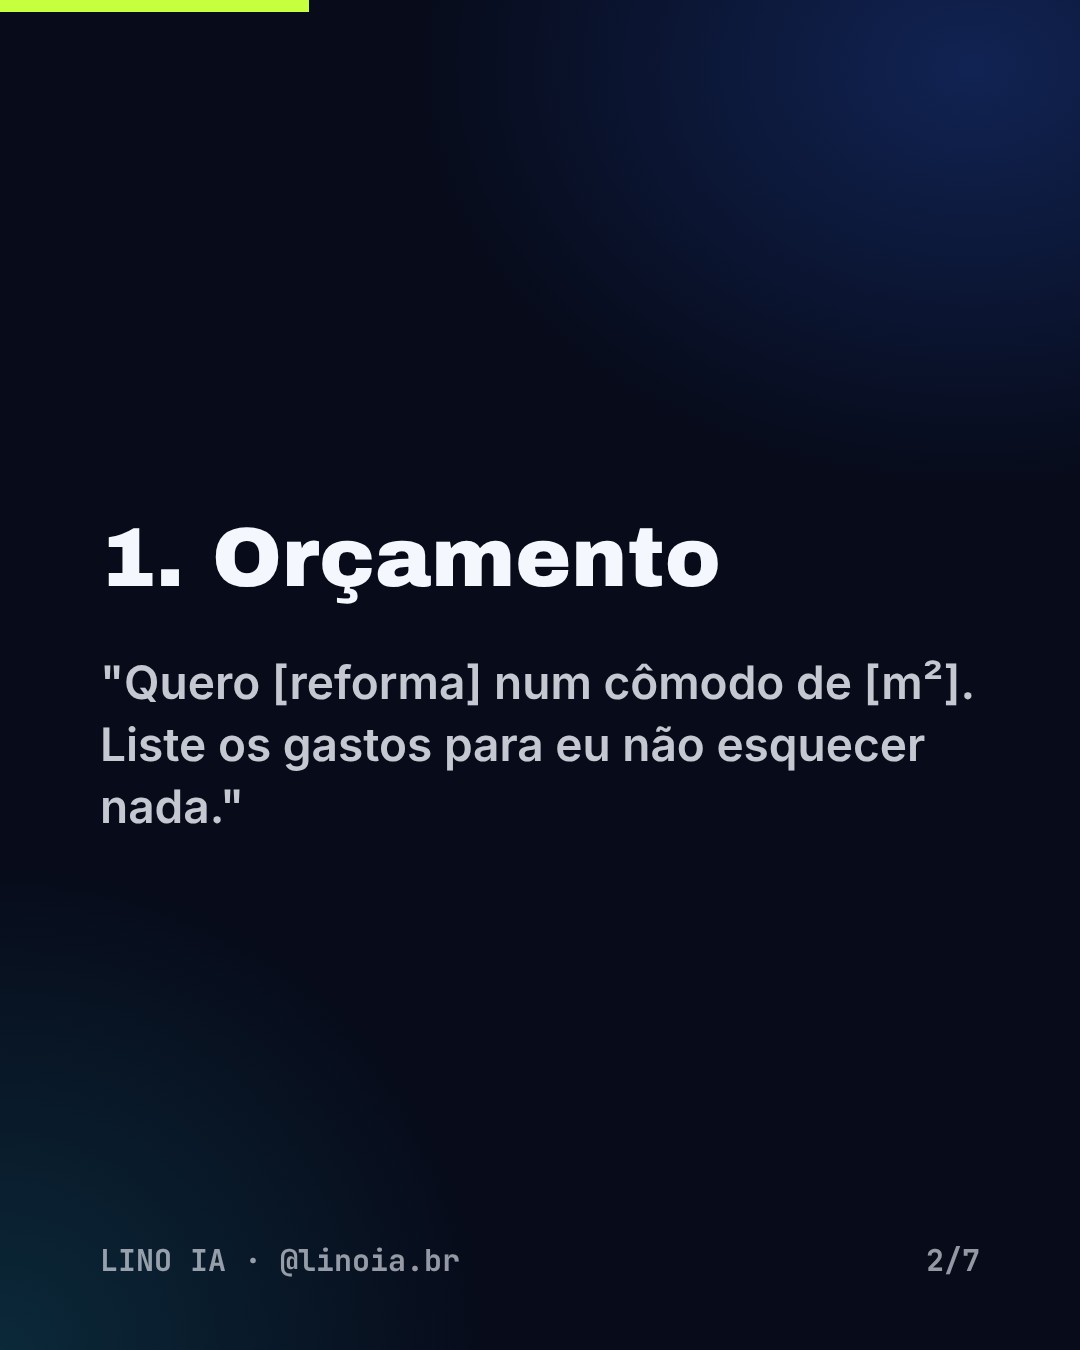 1. Orçamento
"Quero [reforma] num cômodo de [m²].
Liste os gastos para eu não esquecer
nada."
LINO IA · @linoia.br
2/7